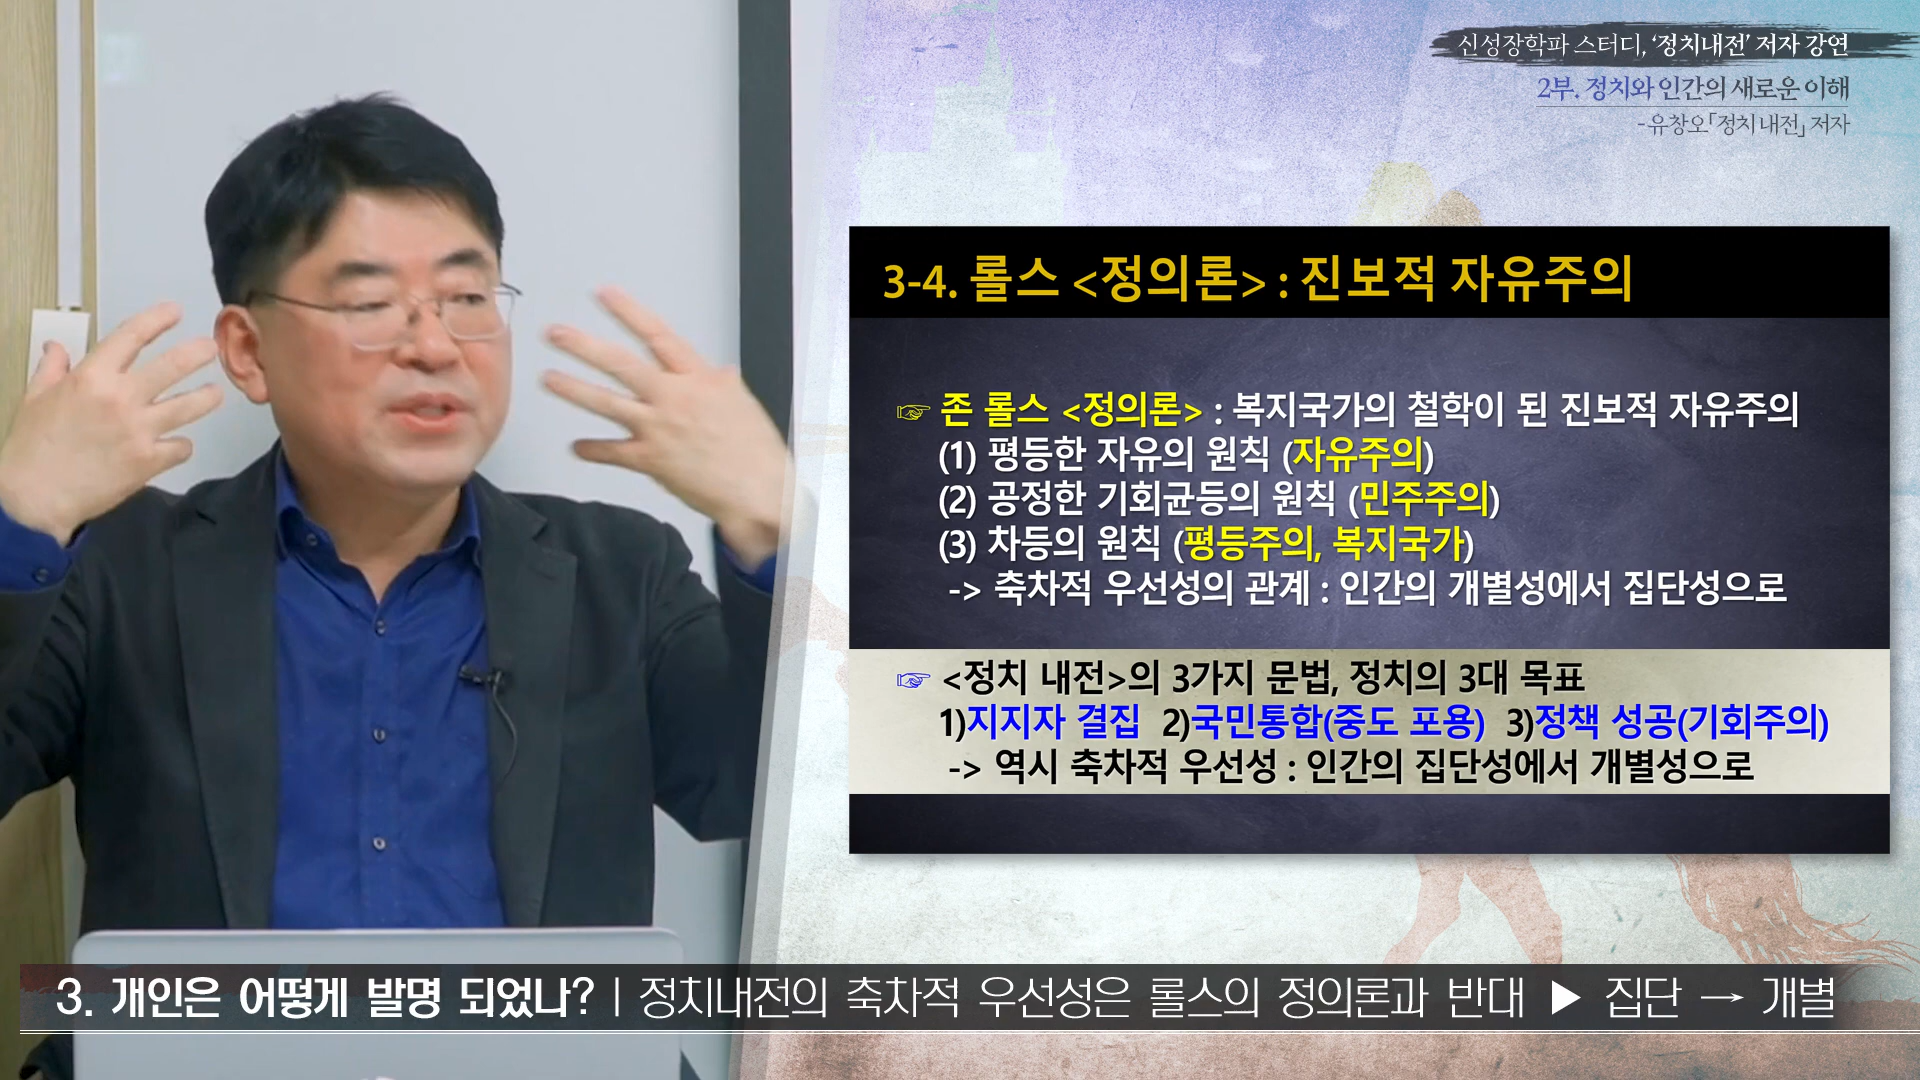 신성장학파 스터디, ‘정치내전’ 저자 강연
2부. 정치와 인간의 새로운 이해
-유창오「정치 내전」 저자
3-4. 롤스 <정의론> : 진보적 자유주의
☞ 존 롤스 <정의론> : 복지국가의 철학이 된 진보적 자유주의
(1) 평등한 자유의 원칙 (자유주의)
(2) 공정한 기회균등의 원칙 (민주주의)
(3) 차등의 원칙 (평등주의, 복지국가)
-> 축차적 우선성의 관계 : 인간의 개별성에서 집단성으로
☞ <정치 내전>의 3가지 문법, 정치의 3대 목표
1)지지자 결집 2)국민통합(중도 포용) 3)정책 성공(기회주의)
-> 역시 축차적 우선성 : 인간의 집단성에서 개별성으로
3. 개인은 어떻게 발명 되었나? | 정치내전의 축차적 우선성은 롤스의 정의론과 반대 ▶ 집단 → 개별